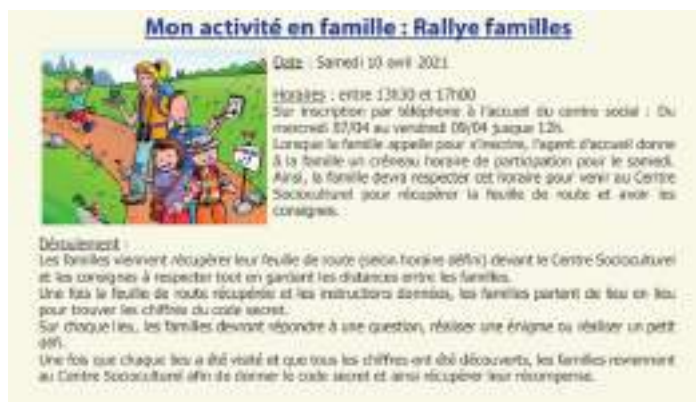 Mon activité en famille : Rallye familles
Date : Samedi 10 avril 2021
Horaires : entre 13h30 et 17h00
Sur inscription par téléphone à l'accueil du centre social : Du
mercredi 07/04 au vendredi 09/04 jusque 12h.
Lorsque la famille appelle pour s'inscrire, l'agent d'accueil donne
à la famille un créneau horaire de participation pour le samedi.
Ainsi, la famille devra respecter cet horaire pour venir au Centre
Socioculturel pour récupérer la feuille de route et avoir les
consignes.
Déroulement :
Les familles viennent récupérer leur feuille de route (selon horaire défini) devant le Centre Socioculturel
et les consignes à respecter tout en gardant les distances entre les familles.
Une fois la feuille de route récupérée et les instructions données, les familles partent de lieu en lieu
pour trouver les chiffres du code secret.
Sur chaque lieu, les familles devront répondre à une question, réaliser une énigme ou réaliser un petit
défi.
Une fois que chaque lieu a été visité et que tous les chiffres ont été découverts, les familles reviennent
au Centre Socioculturel afin de donner le code secret et ainsi récupérer leur récompense.